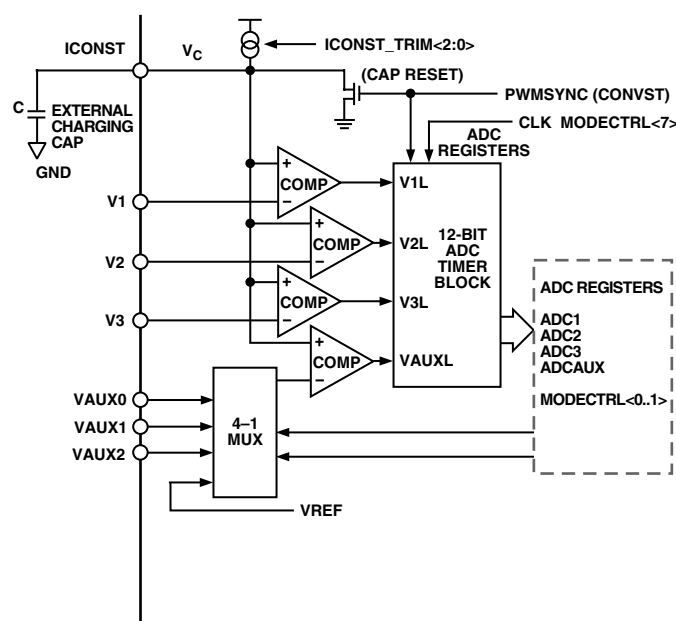 ICONST
VC
ICONST_TRIM<2:0>
(CAP RESET)
PWMSYNC (CONVST)
C
EXTERNAL
CHARGING
CAP
GND
CLK MODECTRL<7>
ADC
REGISTERS
V1
V2
V3
+
COMP
–
+
COMP
–
+
COMP
–
+
COMP
–
V1L
V2L
V3L
VAUXL
12-BIT
ADC
TIMER
BLOCK
ADC REGISTERS
ADC1
ADC2
ADC3
ADCAUX
MODECTRL<0..1>
VAUX0
VAUX1
VAUX2
4–1
MUX
VREF